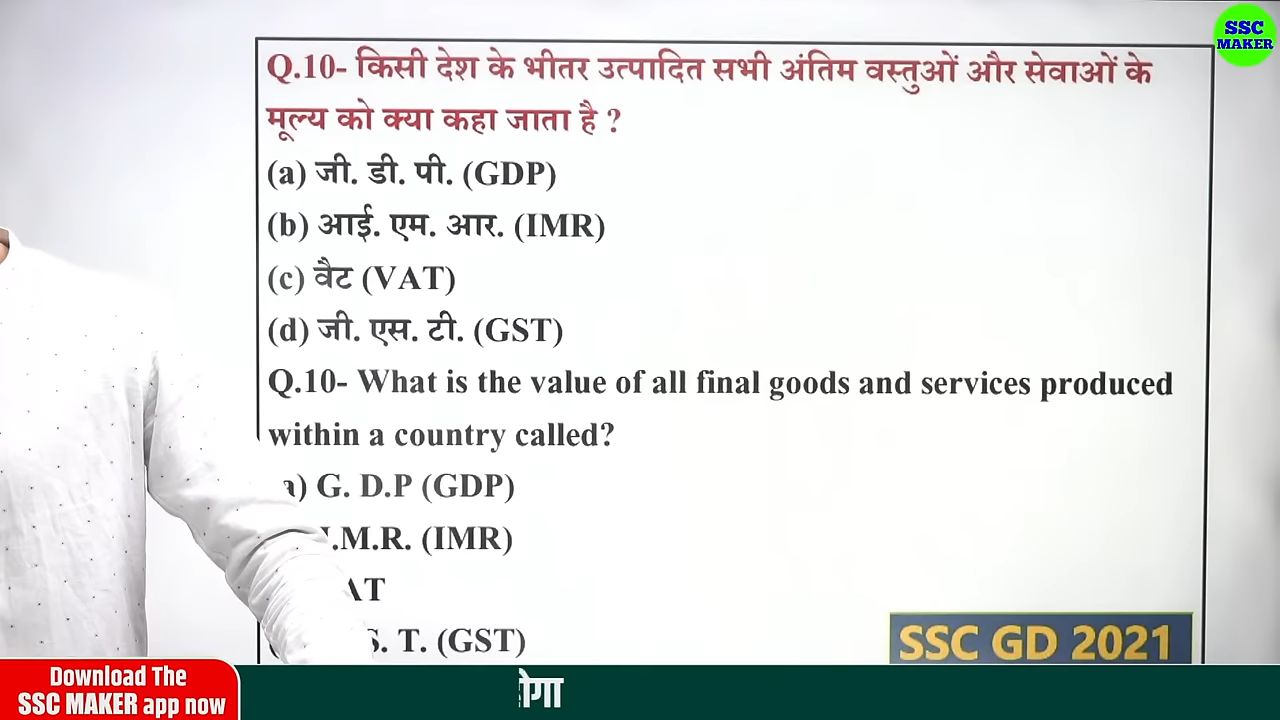 SSC
MAKER
Q.10- किसी देश के भीतर उत्पादित सभी अंतिम वस्तुओं और सेवाओं के
मूल्य को क्या कहा जाता है ?
(a) जी. डी. पी. (GDP)
(b) आई. एम. आर. (IMR)
(c) वैट (VAT)
(d) जी. एस. टी. (GST)
Q.10- What is the value of all final goods and services produced
within a country called?
a) G. D.P (GDP)
.M.R. (IMR)
AT
S. T. (GST)
SSC GD 2021
Download The
SSC MAKER app now